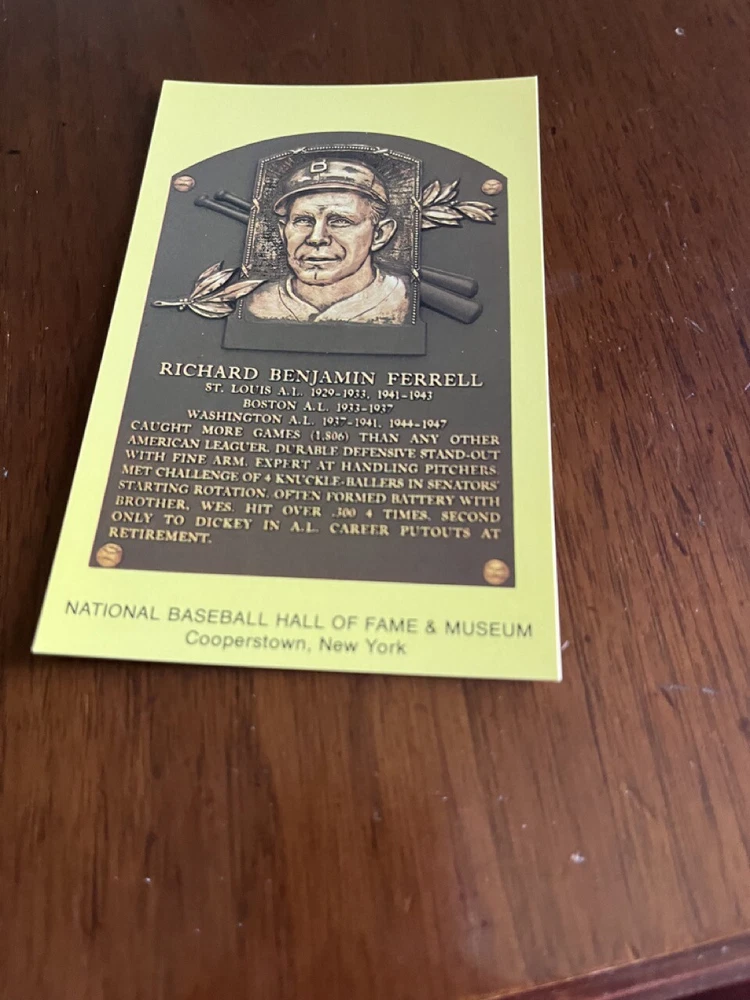 B
RICHARD BENJAMIN FERRELL
ST. LOUIS A.L. 1929-1933, 1941-1943
BOSTON A.L. 1933-1937
WASHINGTON A.L. 1937-1941, 1944-1947
CAUGHT MORE GAMES (1,806) THAN ANY OTHER
AMERICAN LEAGUER. DURABLE DEFENSIVE STAND-OUT
WITH FINE ARM. EXPERT AT HANDLING PITCHERS.
MET CHALLENGE OF 4 KNUCKLE-BALLERS IN SENATORS'
STARTING ROTATION. OFTEN FORMED BATTERY WITH
BROTHER, WES. HIT OVER .300 4 TIMES. SECOND
ONLY TO DICKEY IN A.L. CAREER PUTOUTS AT
RETIREMENT.
NATIONAL BASEBALL HALL OF FAME & MUSEUM
Cooperstown, New York